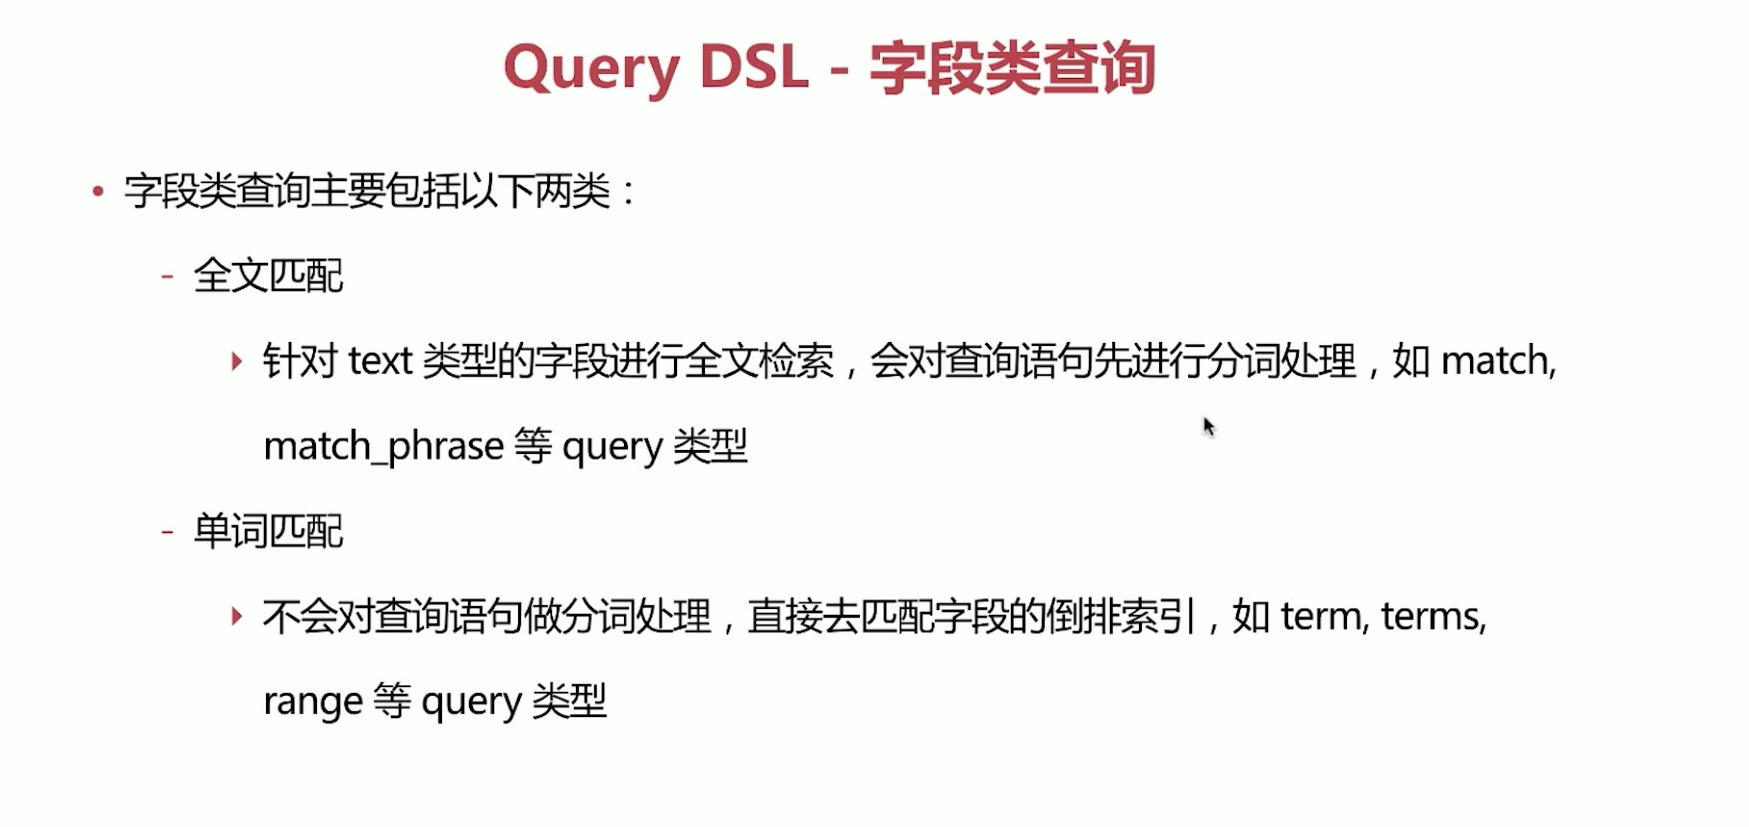 Query DSL - 字段类查询
• 字段类查询主要包括以下两类：
- 全文匹配
‣ 针对 text 类型的字段进行全文检索，会对查询语句先进行分词处理，如 match,
match_phrase 等 query 类型
- 单词匹配
‣ 不会对查询语句做分词处理，直接去匹配字段的倒排索引，如 term, terms,
range 等 query 类型